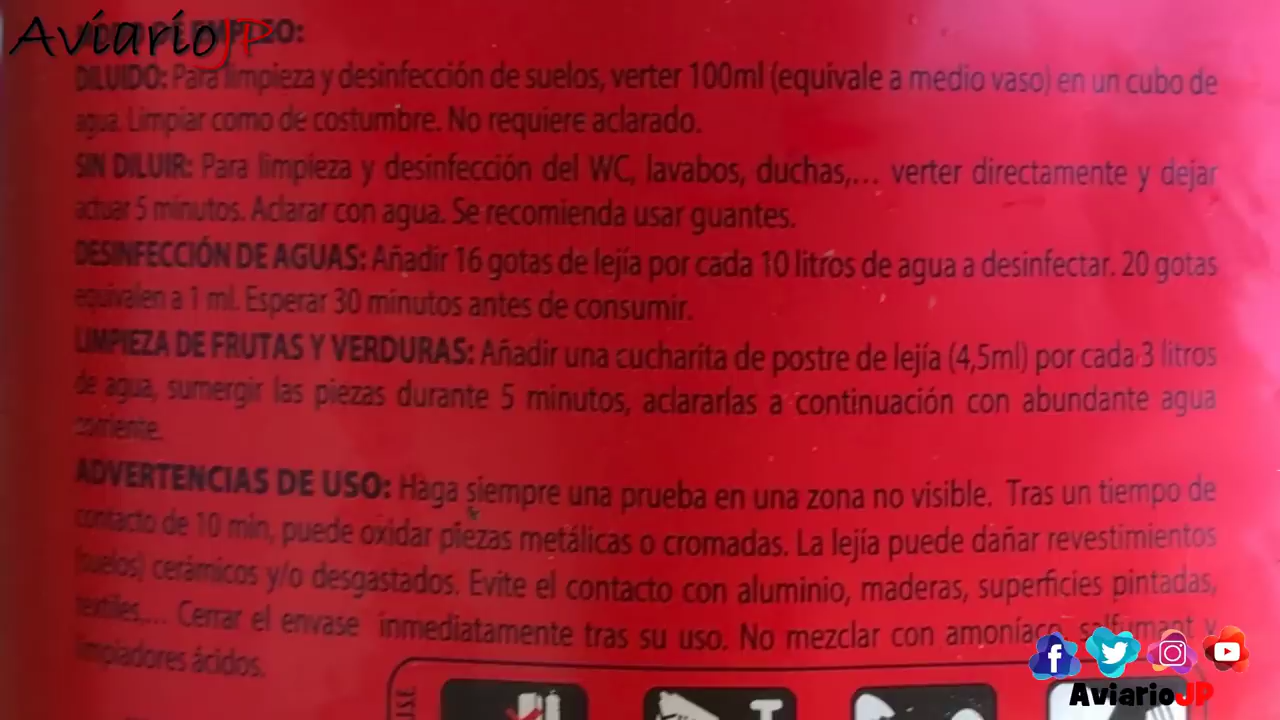 AviarioJP
MODO DE EMPLEO:
DILUIDO: Para limpieza y desinfección de suelos, verter 100ml (equivale a medio vaso) en un cubo de
agua. Limpiar como de costumbre. No requiere aclarado.
SIN DILUIR: Para limpieza y desinfección del WC, lavabos, duchas,... verter directamente y dejar
actuar 5 minutos. Aclarar con agua. Se recomienda usar guantes.
DESINFECCIÓN DE AGUAS: Añadir 16 gotas de lejía por cada 10 litros de agua a desinfectar. 20 gotas
equivalen a 1 ml. Esperar 30 minutos antes de consumir.
LIMPIEZA DE FRUTAS Y VERDURAS: Añadir una cucharita de postre de lejía (4,5ml) por cada 3 litros
de agua, sumergir las piezas durante 5 minutos, aclararlas a continuación con abundante agua
corriente.
ADVERTENCIAS DE USO: Haga siempre una prueba en una zona no visible. Tras un tiempo de
contacto de 10 min, puede oxidar piezas metálicas o cromadas. La lejía puede dañar revestimientos
(suelos) cerámicos y/o desgastados. Evite el contacto con aluminio, maderas, superficies pintadas,
textiles,... Cerrar el envase inmediatamente tras su uso. No mezclar con amoníaco, salfumant y
limpiadores ácidos.
AviarioJP